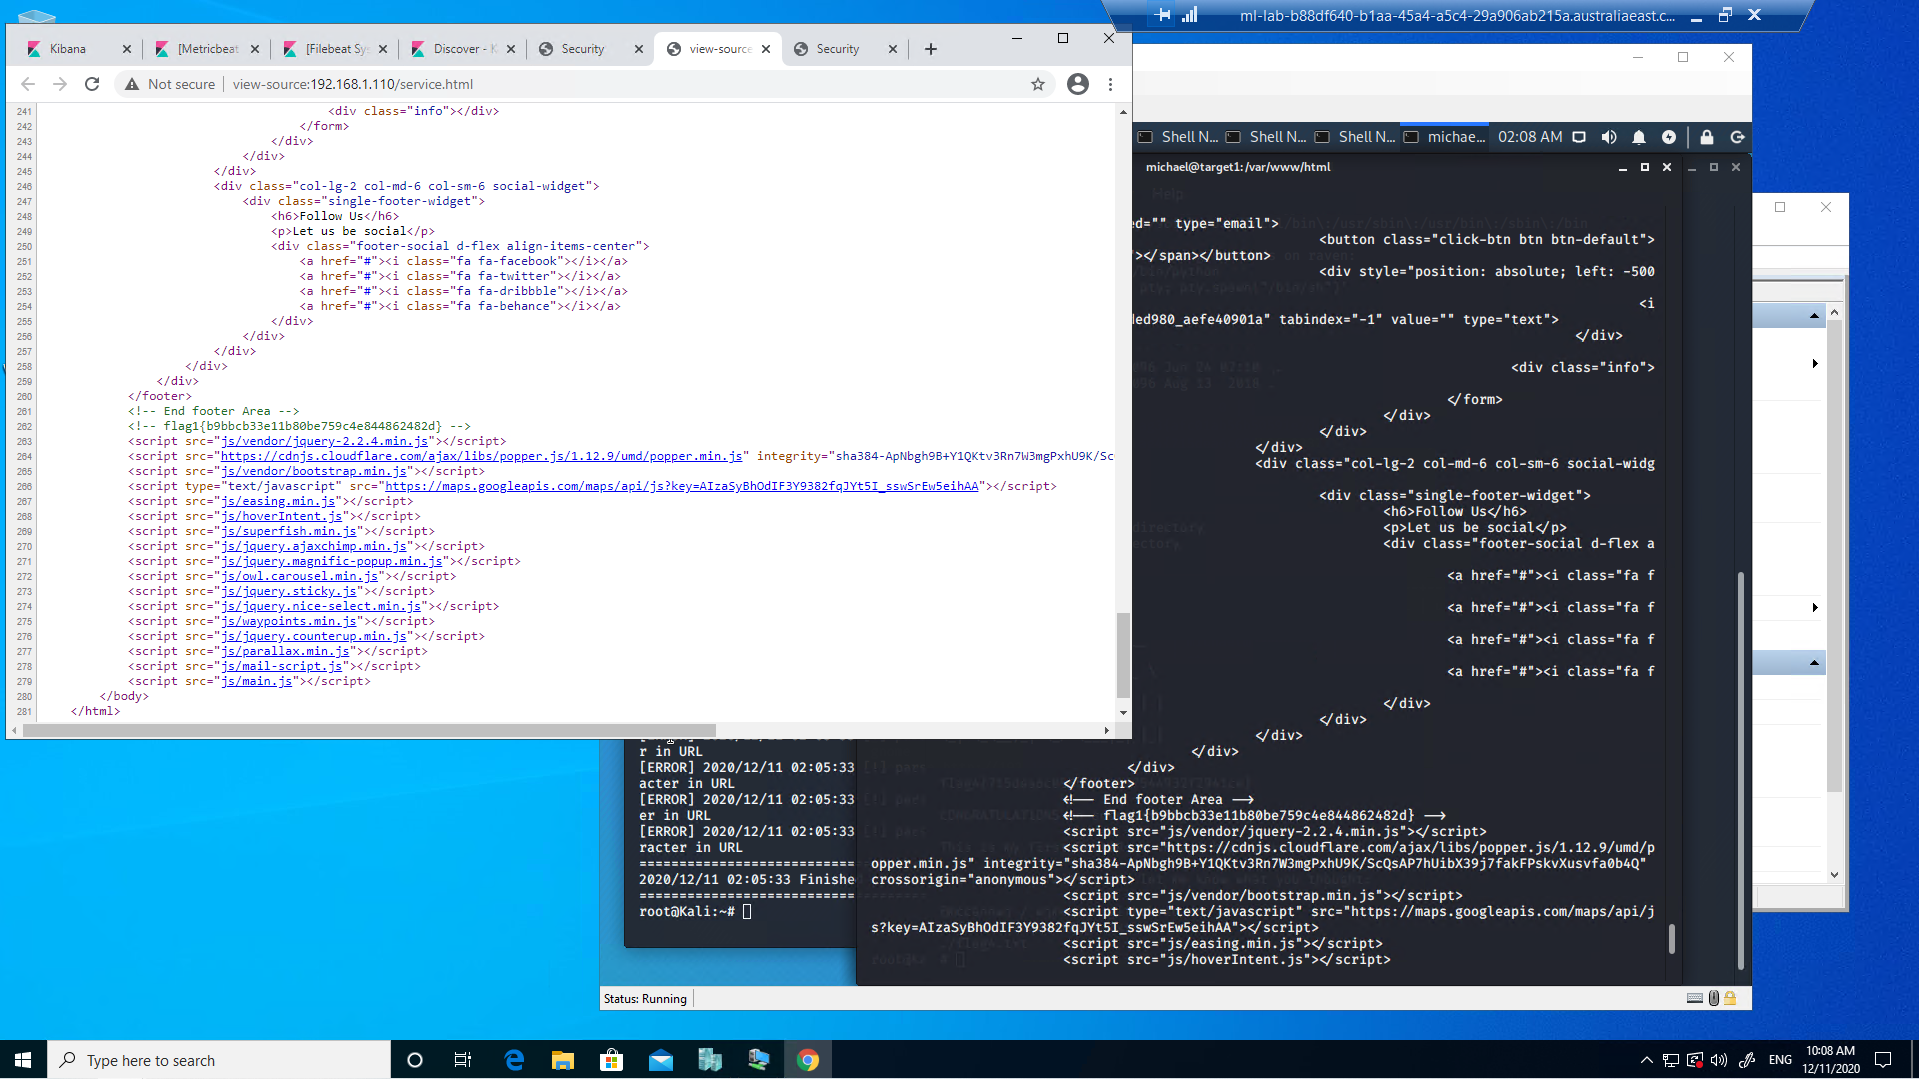 ml-lab-b88df640-b1aa-45a4-a5c4-29a906ab215a.australiaeast.c...
Kibana
[Metricbeat
[Filebeat Sy
Discover - K
Security
view-source
Security
Not secure
view-source:192.168.1.110/service.html
241 <div class="info"></div>
242 </form>
243 </div>
244 </div>
245 </div>
246 <div class="col-lg-2 col-md-6 col-sm-6 social-widget">
247 <div class="single-footer-widget">
248 <h6>Follow Us</h6>
249 <p>Let us be social</p>
250 <div class="footer-social d-flex align-items-center">
251 <a href="#"><i class="fa fa-facebook"></i></a>
252 <a href="#"><i class="fa fa-twitter"></i></a>
253 <a href="#"><i class="fa fa-dribbble"></i></a>
254 <a href="#"><i class="fa fa-behance"></i></a>
255 </div>
256 </div>
257 </div>
258 </div>
259 </div>
260 </footer>
261 <!-- End footer Area -->
262 <!-- flag1{b9bbcb33e11b80be759c4e844862482d} -->
263 <script src="js/vendor/jquery-2.2.4.min.js"></script>
264 <script src="https://cdnjs.cloudflare.com/ajax/libs/popper.js/1.12.9/umd/popper.min.js" integrity="sha384-ApNbgh9B+Y1QKtv3Rn7W3mgPxhU9K/Sc
265 <script src="js/vendor/bootstrap.min.js"></script>
266 <script type="text/javascript" src="https://maps.googleapis.com/maps/api/js?key=AIzaSyBhOdIF3Y9382fqJYt5I_sswSrEw5eihAA"></script>
267 <script src="js/easing.min.js"></script>
268 <script src="js/hoverIntent.js"></script>
269 <script src="js/superfish.min.js"></script>
270 <script src="js/jquery.ajaxchimp.min.js"></script>
271 <script src="js/jquery.magnific-popup.min.js"></script>
272 <script src="js/owl.carousel.min.js"></script>
273 <script src="js/jquery.sticky.js"></script>
274 <script src="js/jquery.nice-select.min.js"></script>
275 <script src="js/waypoints.min.js"></script>
276 <script src="js/jquery.counterup.min.js"></script>
277 <script src="js/parallax.min.js"></script>
278 <script src="js/mail-script.js"></script>
279 <script src="js/main.js"></script>
280 </body>
281 </html>
Shell N...
Shell N...
Shell N...
michae...
02:08 AM
michael@target1:/var/www/html
Help
ed="" type="email">
<button class="click-btn btn btn-default">
"></span></button>
<div style="position: absolute; left: -500
<i
ded980_aefe40901a" tabindex="-1" value="" type="text">
</div>
<div class="info">
</form>
</div>
</div>
</div>
<div class="col-lg-2 col-md-6 col-sm-6 social-widg
<div class="single-footer-widget">
<h6>Follow Us</h6>
<p>Let us be social</p>
<div class="footer-social d-flex a
<a href="#"><i class="fa f
<a href="#"><i class="fa f
<a href="#"><i class="fa f
<a href="#"><i class="fa f
</div>
</div>
</div>
</div>
</div>
</footer>
<!-- End footer Area -->
<!-- flag1{b9bbcb33e11b80be759c4e844862482d} -->
<script src="js/vendor/jquery-2.2.4.min.js"></script>
<script src="https://cdnjs.cloudflare.com/ajax/libs/popper.js/1.12.9/umd/p
opper.min.js" integrity="sha384-ApNbgh9B+Y1QKtv3Rn7W3mgPxhU9K/ScQsAP7hUibX39j7fakFPskvXusvfa0b4Q"
crossorigin="anonymous"></script>
<script src="js/vendor/bootstrap.min.js"></script>
<script type="text/javascript" src="https://maps.googleapis.com/maps/api/j
s?key=AIzaSyBhOdIF3Y9382fqJYt5I_sswSrEw5eihAA"></script>
<script src="js/easing.min.js"></script>
<script src="js/hoverIntent.js"></script>
r in URL
[ERROR] 2020/12/11 02:05:33 [!] pars
acter in URL
[ERROR] 2020/12/11 02:05:33
er in URL
[ERROR] 2020/12/11 02:05:33
racter in URL
===========================
2020/12/11 02:05:33 Finished
===========================
root@Kali:~#
Status: Running
Type here to search
ENG
10:08 AM
12/11/2020